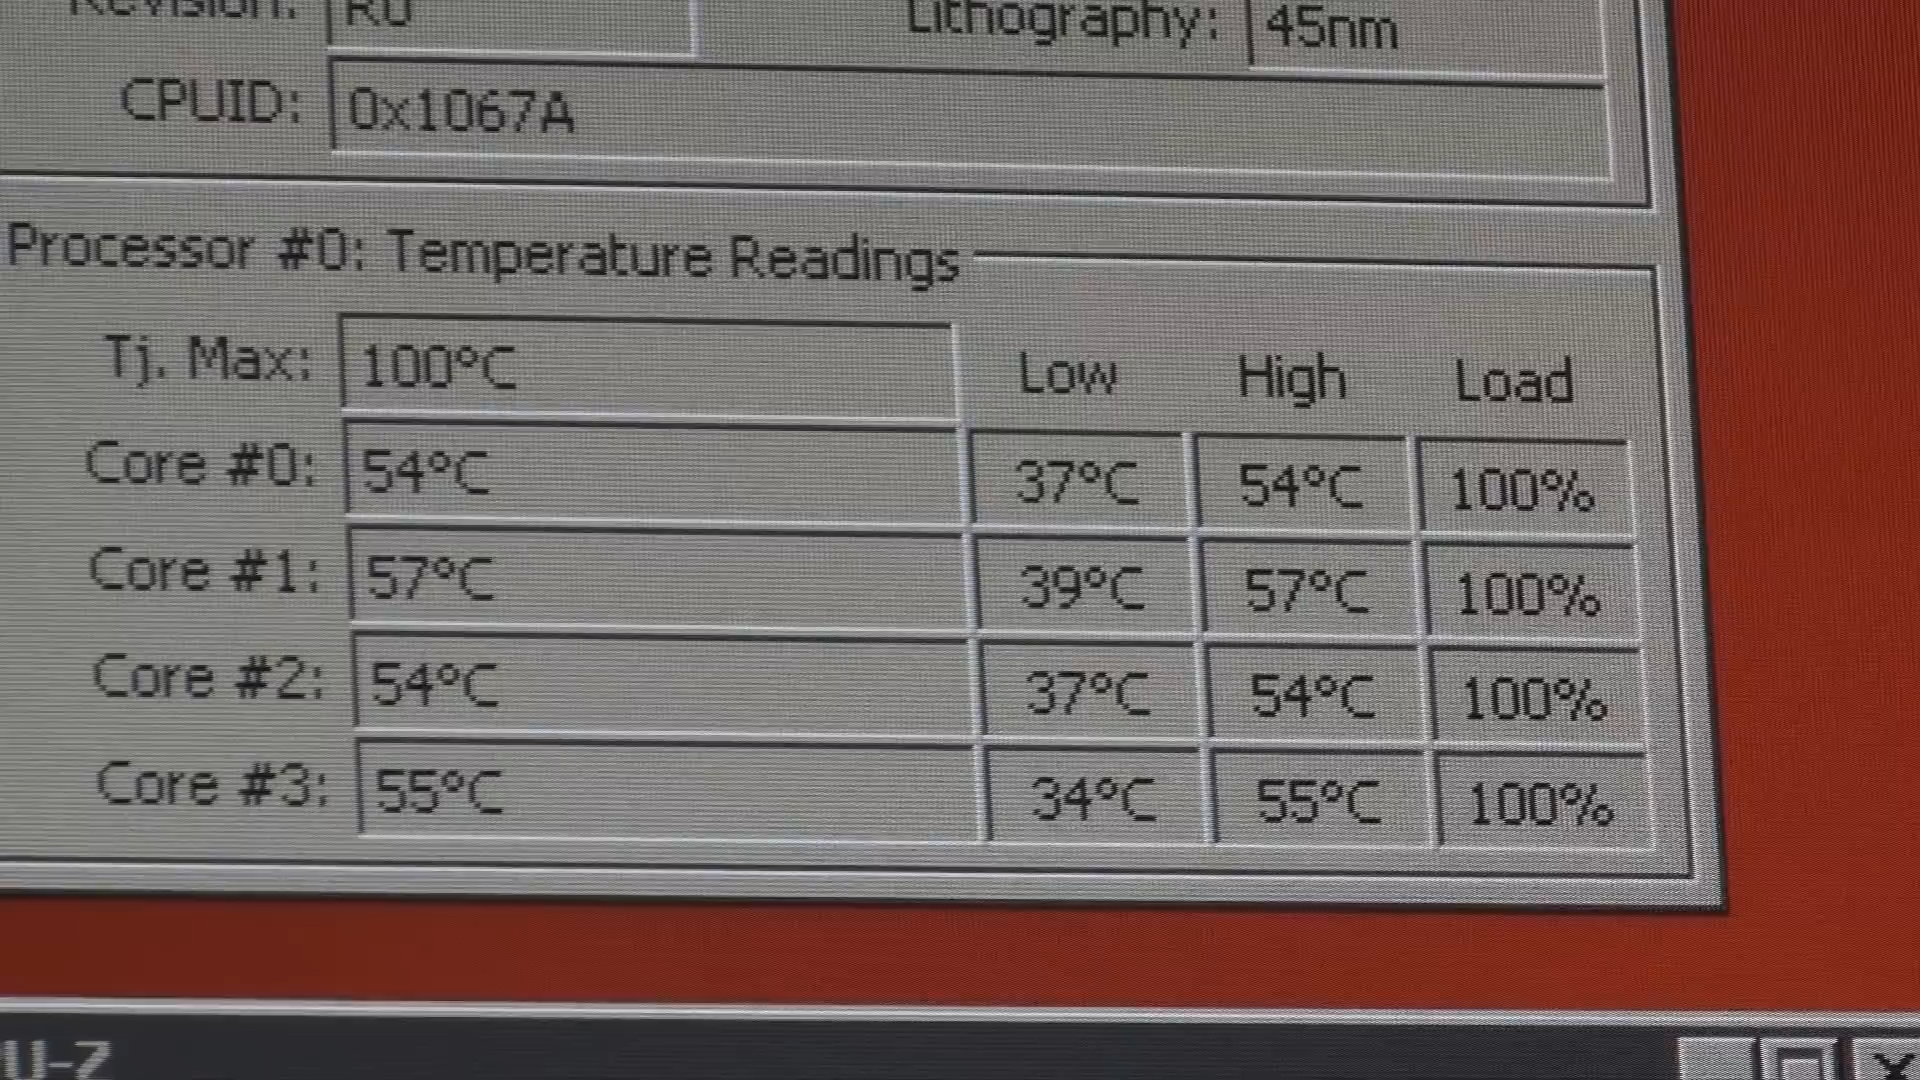 Revision: R0 Lithography: 45nm
CPUID: 0x1067A
Processor #0: Temperature Readings
Tj. Max: 100°C Low High Load
Core #0: 54°C 37°C 54°C 100%
Core #1: 57°C 39°C 57°C 100%
Core #2: 54°C 37°C 54°C 100%
Core #3: 55°C 34°C 55°C 100%
U-Z